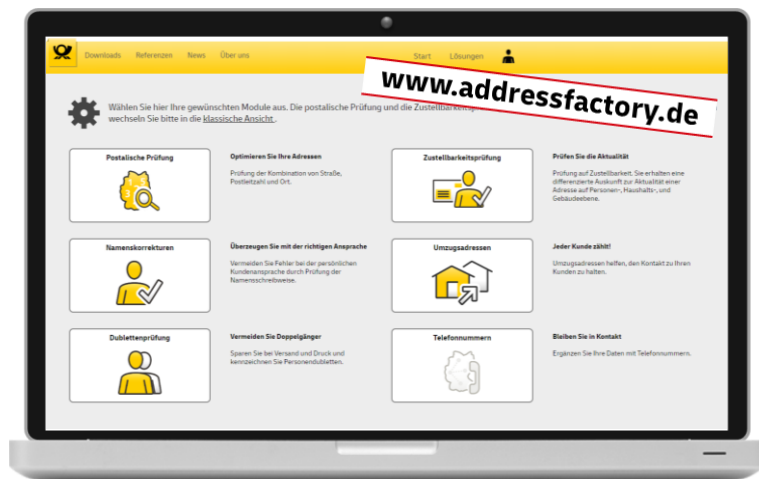 Downloads Referenzen News Über uns Start Lösungen
www.addressfactory.de
Wählen Sie hier Ihre gewünschten Module aus. Die postalische Prüfung und die
wechseln Sie bitte in die klassische Ansicht.
Postalische Prüfung
Optimieren Sie Ihre Adressen
Prüfung der Kombination von Straße,
Postleitzahl und Ort.
Zustellbarkeitsprüfung
Prüfen Sie die Aktualität
Prüfung auf Zustellbarkeit. Sie erhalten eine
differenzierte Auskunft zur Aktualität einer
Adresse auf Personen-, Haushalts-, und
Gebäudeebene.
Namenskorrekturen
Überzeugen Sie mit der richtigen Ansprache
Vermeiden Sie Fehler bei der persönlichen
Kundenansprache durch Prüfung der
Namensschreibweise.
Umzugsadressen
Jeder Kunde zählt!
Umzugsadressen helfen, den Kontakt zu Ihren
Kunden zu halten.
Dublettenprüfung
Vermeiden Sie Doppelgänger
Sparen Sie bei Versand und Druck und
kennzeichnen Sie Personendubletten.
Telefonnummern
Bleiben Sie in Kontakt
Ergänzen Sie Ihre Daten mit Telefonnummern.